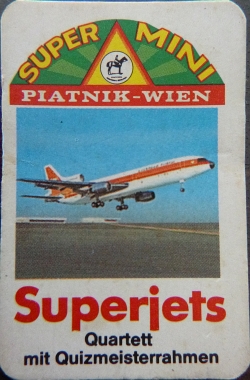 SUPER MINI
PIATNIK-WIEN
Superjets
Quartett
mit Quizmeisterrahmen